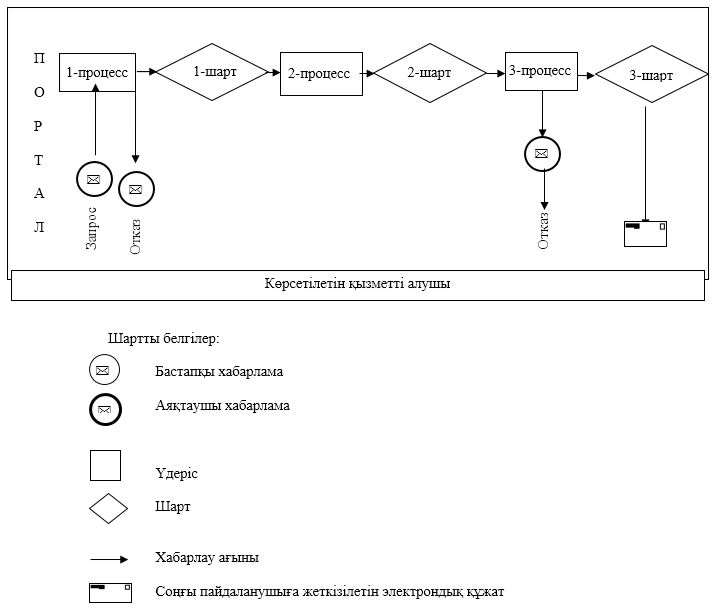 ПОРТАЛ
1-процесс
1-шарт
2-процесс
2-шарт
3-процесс
3-шарт
Запрос
Отказ
Отказ
Көрсетілетін қызметті алушы
Шартты белгілер:
Бастапқы хабарлама
Аяқтаушы хабарлама
Үдеріс
Шарт
Хабарлау ағыны
Соңғы пайдаланушыға жеткізілетін электрондық құжат